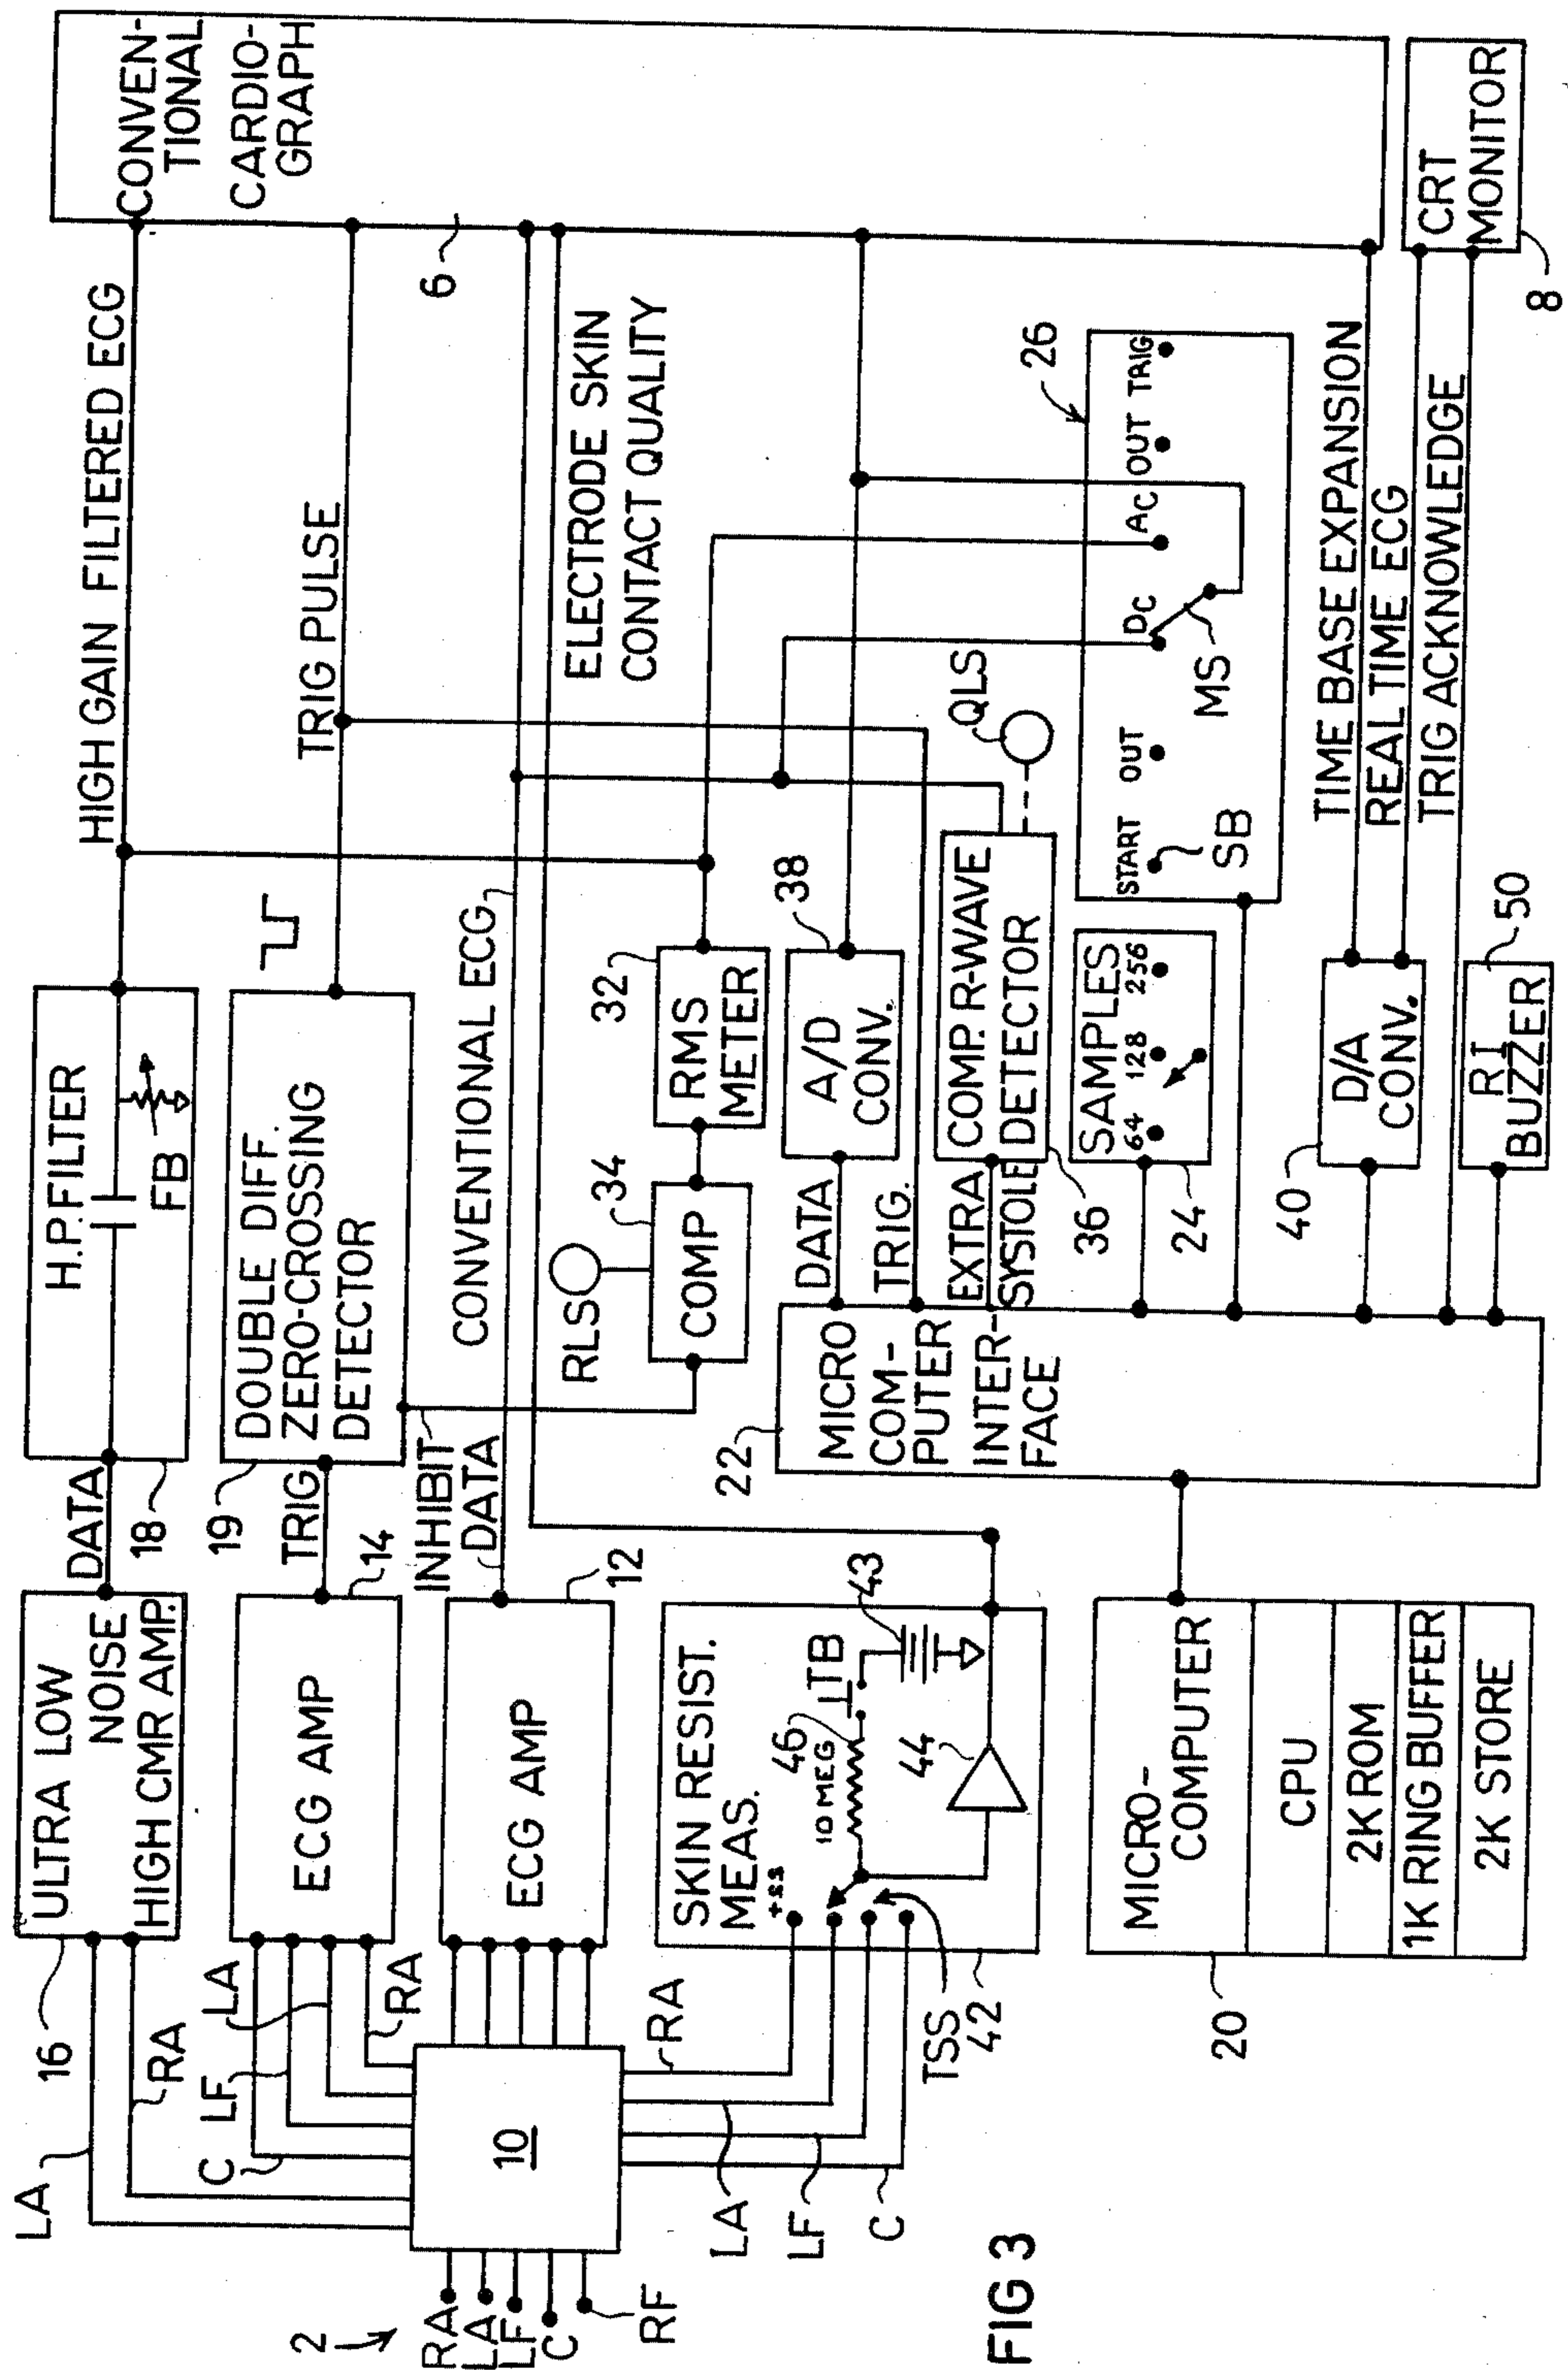 CONVEN-
TIONAL
CARDIO-
GRAPH
6
CRT
MONITOR
8
HIGH GAIN FILTERED ECG
TRIG PULSE
ELECTRODE SKIN
CONTACT QUALITY
CONVENTIONAL ECG
TIME BASE EXPANSION
REAL TIME ECG
TRIG ACKNOWLEDGE
26
START OUT DC AC OUT TRIG
MS
SB
QLS
H.P.FILTER
FB
18
DATA
DOUBLE DIFF.
ZERO-CROSSING
DETECTOR
19
TRIG
INHIBIT
DATA
RMS
METER
32
COMP
34
RLS
A/D
CONV.
38
DATA
TRIG.
COMP. R-WAVE
DETECTOR
36
EXTRA
SYSTOLE
SAMPLES
64 128 256
24
D/A
CONV.
40
RI
BUZZER
50
MICRO
COM-
PUTER
INTER-
FACE
22
ULTRA LOW
NOISE
HIGH CMR AMP.
16
ECG AMP
14
ECG AMP
12
SKIN RESIST.
MEAS.
10 MEG
46
TB
43
44
TSS
42
MICRO-
COMPUTER
CPU
2K ROM
1K RING BUFFER
2K STORE
20
LA
RA
C
LF
LA
RA
10
RA
LA
LF
C
2
RA
LA
LF
C
RF
FIG 3